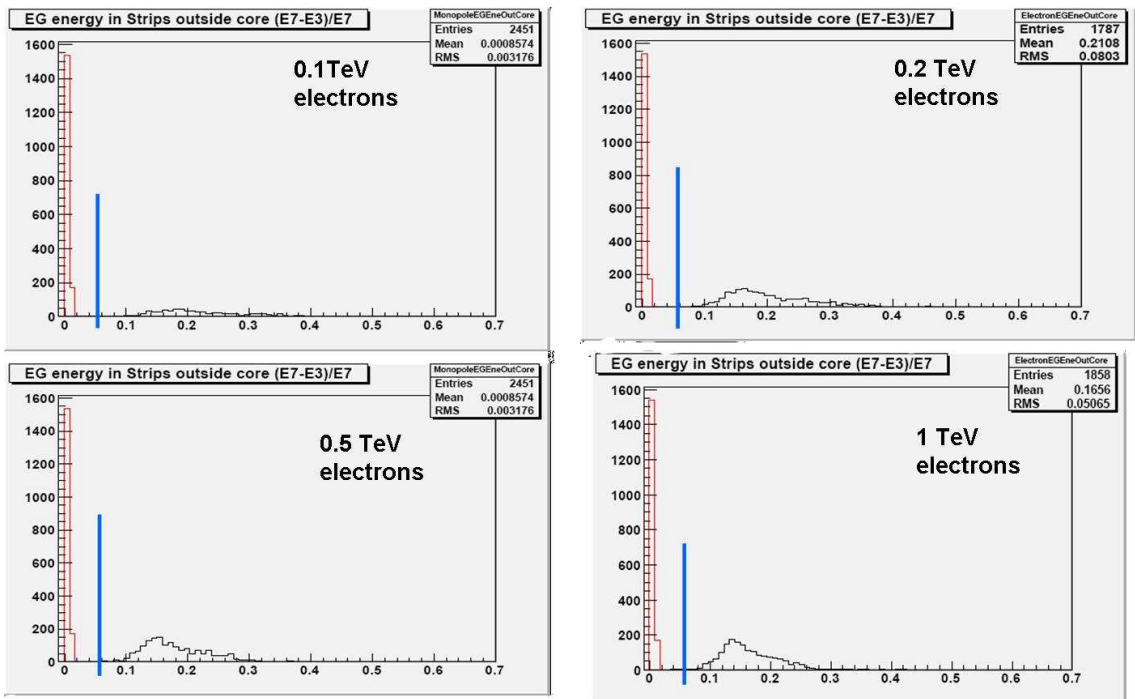 EG energy in Strips outside core (E7-E3)/E7
MonopoleEGEneOutCore
Entries 2451
Mean 0.0008574
RMS 0.003176
0.1TeV
electrons
1600
1400
1200
1000
800
600
400
200
0
0 0.1 0.2 0.3 0.4 0.5 0.6 0.7
EG energy in Strips outside core (E7-E3)/E7
ElectronEGEneOutCore
Entries 1787
Mean 0.2108
RMS 0.0803
0.2 TeV
electrons
1600
1400
1200
1000
800
600
400
200
0
0 0.1 0.2 0.3 0.4 0.5 0.6 0.7
EG energy in Strips outside core (E7-E3)/E7
MonopoleEGEneOutCore
Entries 2451
Mean 0.0008574
RMS 0.003176
0.5 TeV
electrons
1600
1400
1200
1000
800
600
400
200
0
0 0.1 0.2 0.3 0.4 0.5 0.6 0.7
EG energy in Strips outside core (E7-E3)/E7
ElectronEGEneOutCore
Entries 1858
Mean 0.1656
RMS 0.05065
1 TeV
electrons
1600
1400
1200
1000
800
600
400
200
0
0 0.1 0.2 0.3 0.4 0.5 0.6 0.7